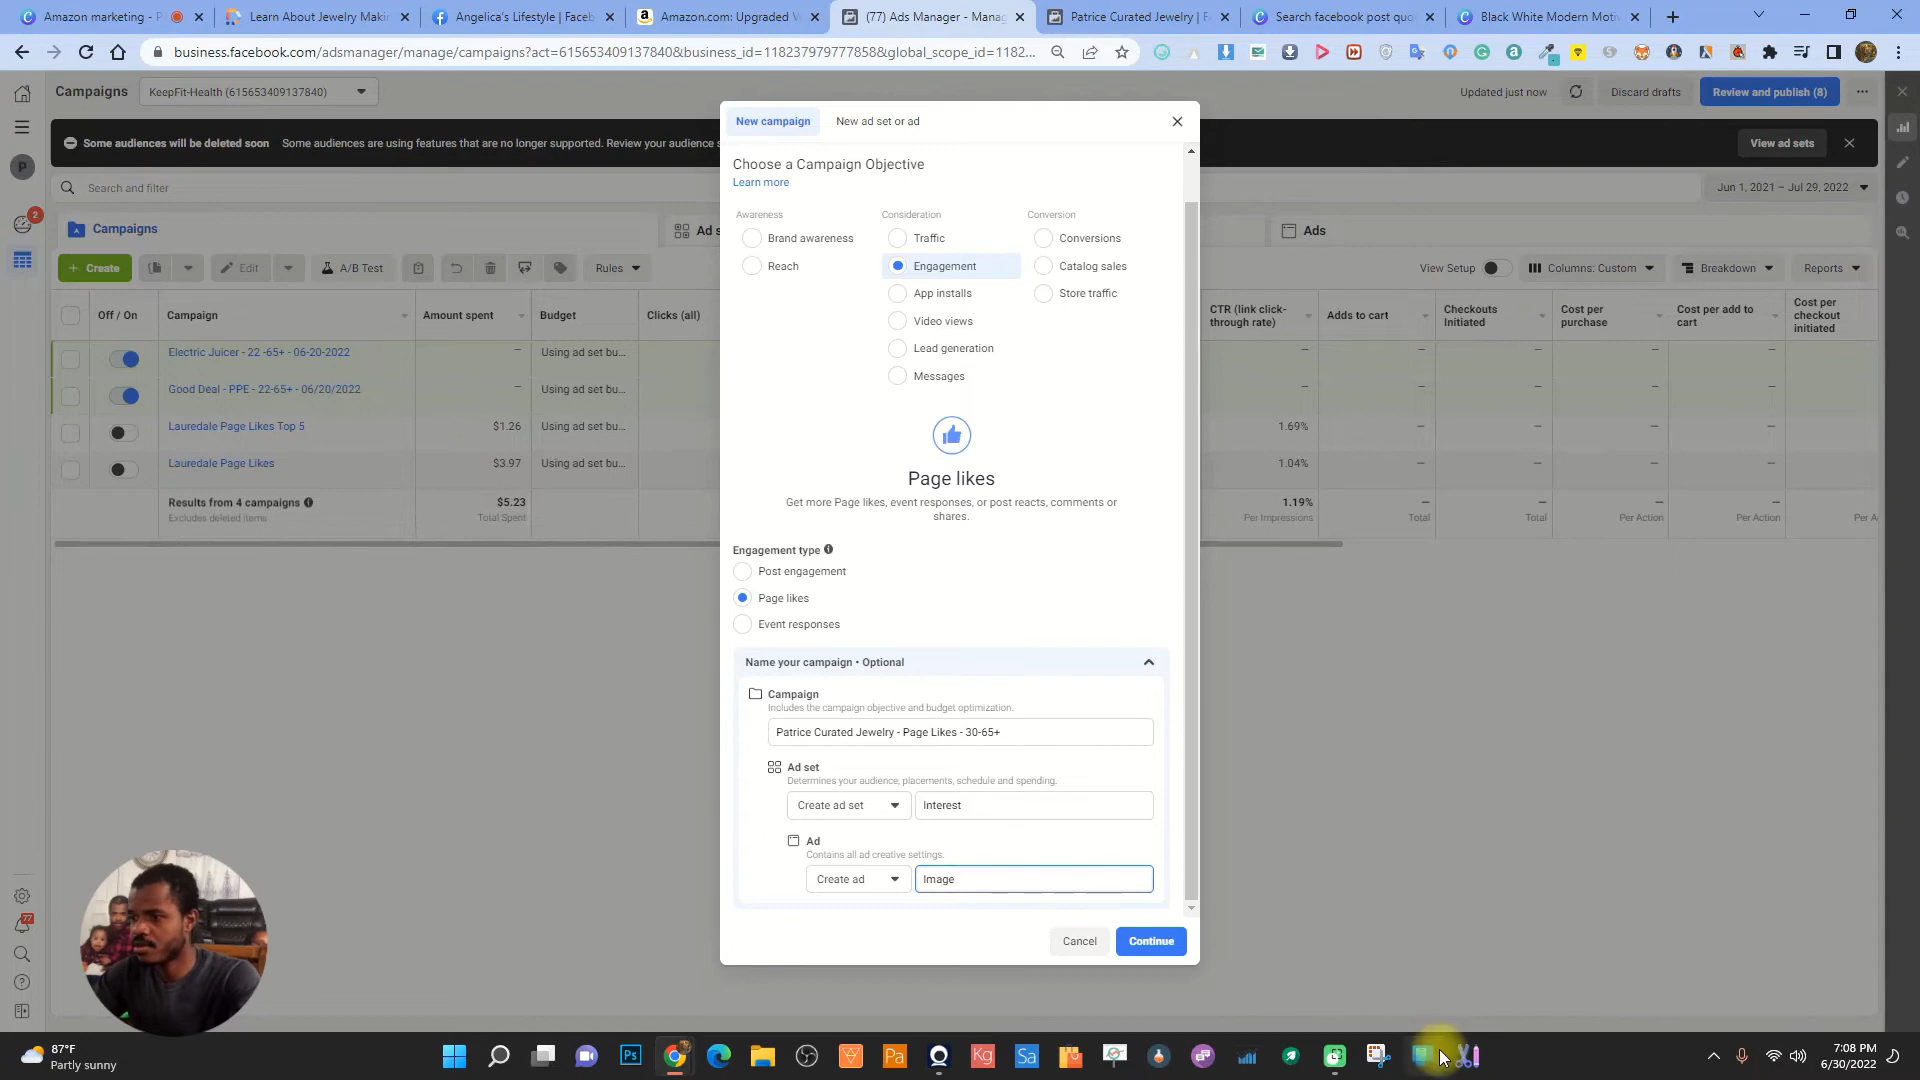 Amazon marketing - P
Learn About Jewelry Makin
Angelica's Lifestyle | Faceb
Amazon.com: Upgraded V
(77) Ads Manager - Manag
Patrice Curated Jewelry | F
Search facebook post quo
Black White Modern Moti
business.facebook.com/adsmanager/manage/campaigns?act=615653409137840&business_id=1182379797778588&global_scope_id=1182...
Campaigns
KeepFit-Health (615653409137840)
Updated just now
Discard drafts
Review and publish (8)
Some audiences will be deleted soon
Some audiences are using features that are no longer supported. Review your audience s
View ad sets
Search and filter
Jun 1, 2021 – Jul 29, 2022
2
P
Campaigns
Ad s
Ads
+ Create
Edit
A/B Test
Rules
View Setup
Columns: Custom
Breakdown
Reports
Off / On
Campaign
Amount spent
Budget
Clicks (all)
CTR (link click-through rate)
Adds to cart
Checkouts Initiated
Cost per purchase
Cost per add to cart
Cost per checkout initiated
Electric Juicer - 22 -65+ - 06-20-2022
–
Using ad set bu...
Good Deal - PPE - 22-65+ - 06/20/2022
–
Using ad set bu...
Lauredale Page Likes Top 5
$1.26
Using ad set bu...
1.69%
Lauredale Page Likes
$3.97
Using ad set bu...
1.04%
Results from 4 campaigns
Excludes deleted items
$5.23
Total Spent
1.19%
Per Impressions
Total
Total
Per Action
Per Action
Per A
New campaign
New ad set or ad
Choose a Campaign Objective
Learn more
Awareness
Consideration
Conversion
Brand awareness
Traffic
Conversions
Reach
Engagement
Catalog sales
App installs
Store traffic
Video views
Lead generation
Messages
Page likes
Get more Page likes, event responses, or post reacts, comments or
shares.
Engagement type
Post engagement
Page likes
Event responses
Name your campaign • Optional
Campaign
Includes the campaign objective and budget optimization.
Patrice Curated Jewelry - Page Likes - 30-65+
Ad set
Determines your audience, placements, schedule and spending.
Create ad set
Interest
Ad
Contains all ad creative settings.
Create ad
Image
Cancel
Continue
77
87°F
Partly sunny
Ps
Pa
Kg
Sa
7:08 PM
6/30/2022